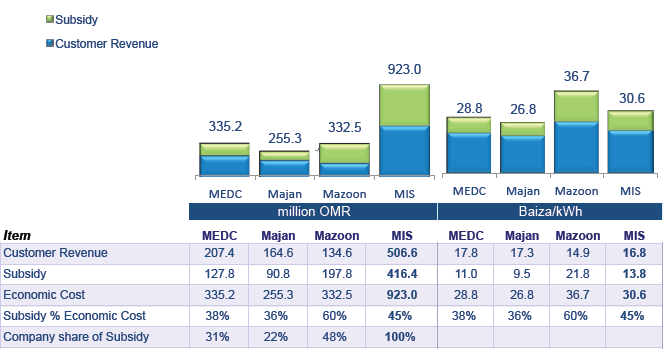 Subsidy
Customer Revenue
923.0
335.2 255.3 332.5
36.7
28.8 26.8 30.6
MEDC Majan Mazoon MIS MEDC Majan Mazoon MIS
million OMR Baiza/kWh
Item MEDC Majan Mazoon MIS MEDC Majan Mazoon MIS
Customer Revenue 207.4 164.6 134.6 506.6 17.8 17.3 14.9 16.8
Subsidy 127.8 90.8 197.8 416.4 11.0 9.5 21.8 13.8
Economic Cost 335.2 255.3 332.5 923.0 28.8 26.8 36.7 30.6
Subsidy % Economic Cost 38% 36% 60% 45% 38% 36% 60% 45%
Company share of Subsidy 31% 22% 48% 100%